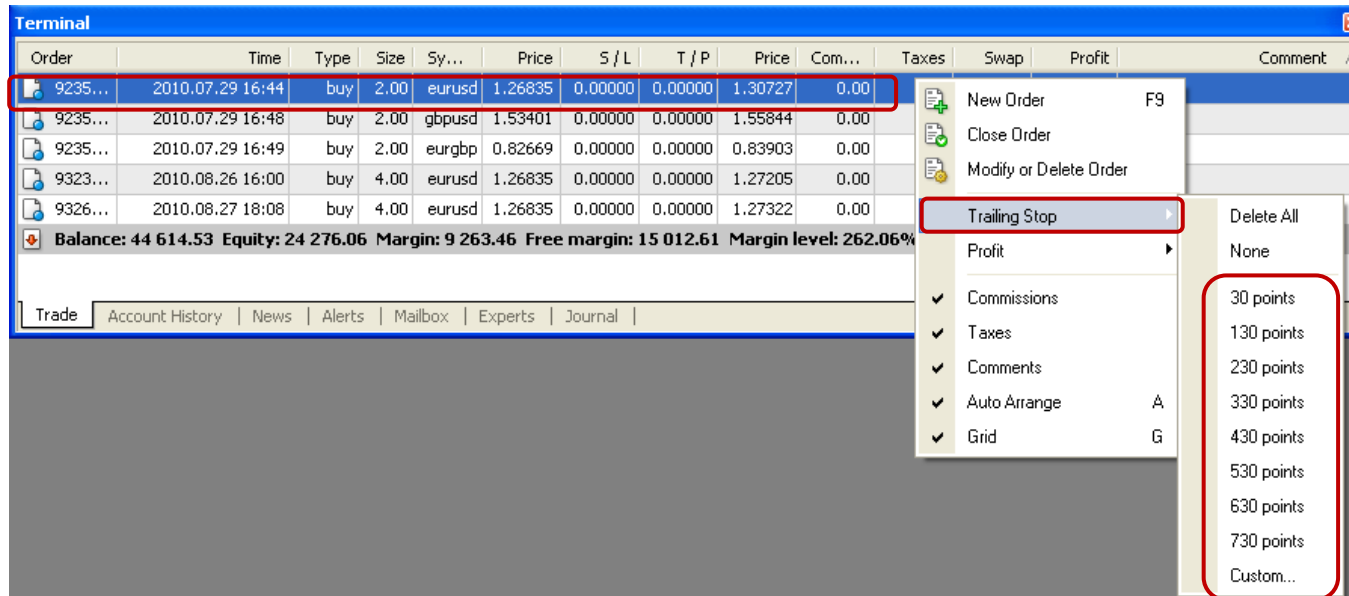 Terminal
Order Time Type Size Sy... Price S / L T / P Price Com... Taxes Swap Profit Comment
9235... 2010.07.29 16:44 buy 2.00 eurusd 1.26835 0.00000 0.00000 1.30727 0.00
9235... 2010.07.29 16:48 buy 2.00 gbpusd 1.53401 0.00000 0.00000 1.55844 0.00
9235... 2010.07.29 16:49 buy 2.00 eurgbp 0.82669 0.00000 0.00000 0.83903 0.00
9323... 2010.08.26 16:00 buy 4.00 eurusd 1.26835 0.00000 0.00000 1.27205 0.00
9326... 2010.08.27 18:08 buy 4.00 eurusd 1.26835 0.00000 0.00000 1.27322 0.00
Balance: 44 614.53 Equity: 24 276.06 Margin: 9 263.46 Free margin: 15 012.61 Margin level: 262.06%
Trade Account History | News | Alerts | Mailbox | Experts | Journal |
New Order F9
Close Order
Modify or Delete Order
Trailing Stop
Profit
Commissions
Taxes
Comments
Auto Arrange A
Grid G
Delete All
None
30 points
130 points
230 points
330 points
430 points
530 points
630 points
730 points
Custom...